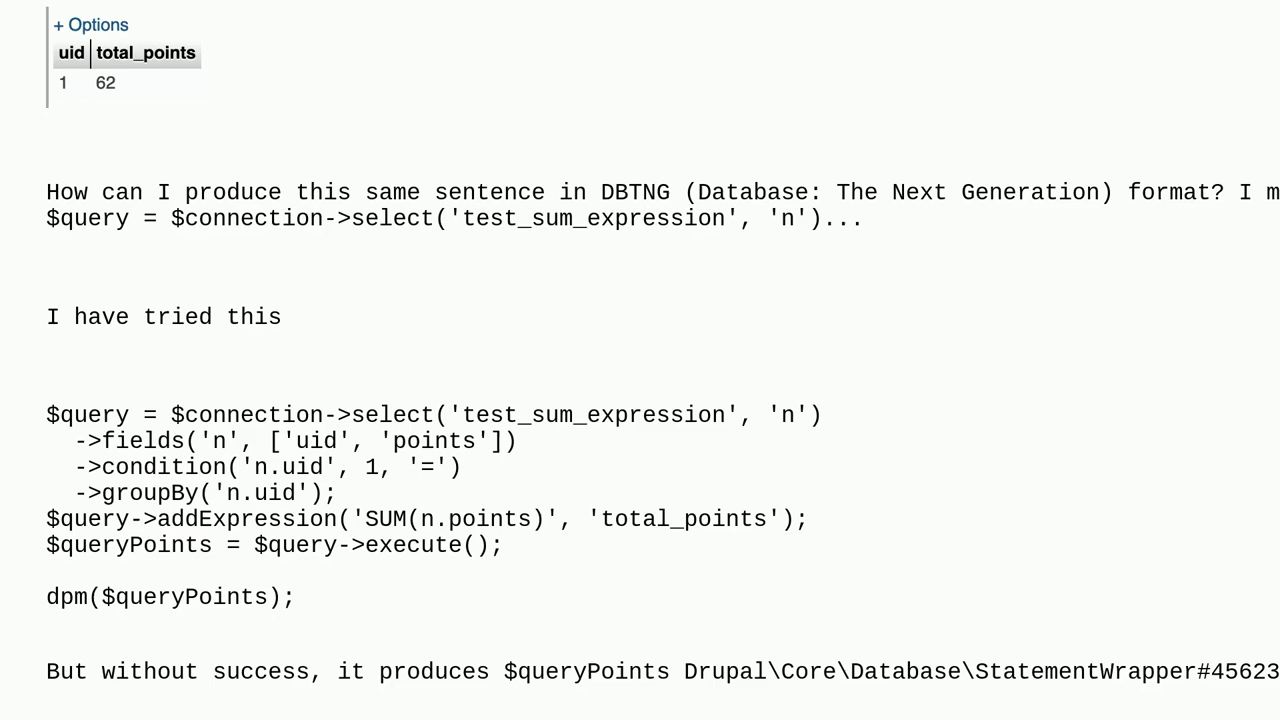 + Options
uid total_points
1 62
How can I produce this same sentence in DBTNG (Database: The Next Generation) format? I
$query = $connection->select('test_sum_expression', 'n')...
I have tried this
$query = $connection->select('test_sum_expression', 'n')
->fields('n', ['uid', 'points'])
->condition('n.uid', 1, '=')
->groupBy('n.uid');
$query->addExpression('SUM(n.points)', 'total_points');
$queryPoints = $query->execute();
dpm($queryPoints);
But without success, it produces $queryPoints Drupal\Core\Database\StatementWrapper#45623